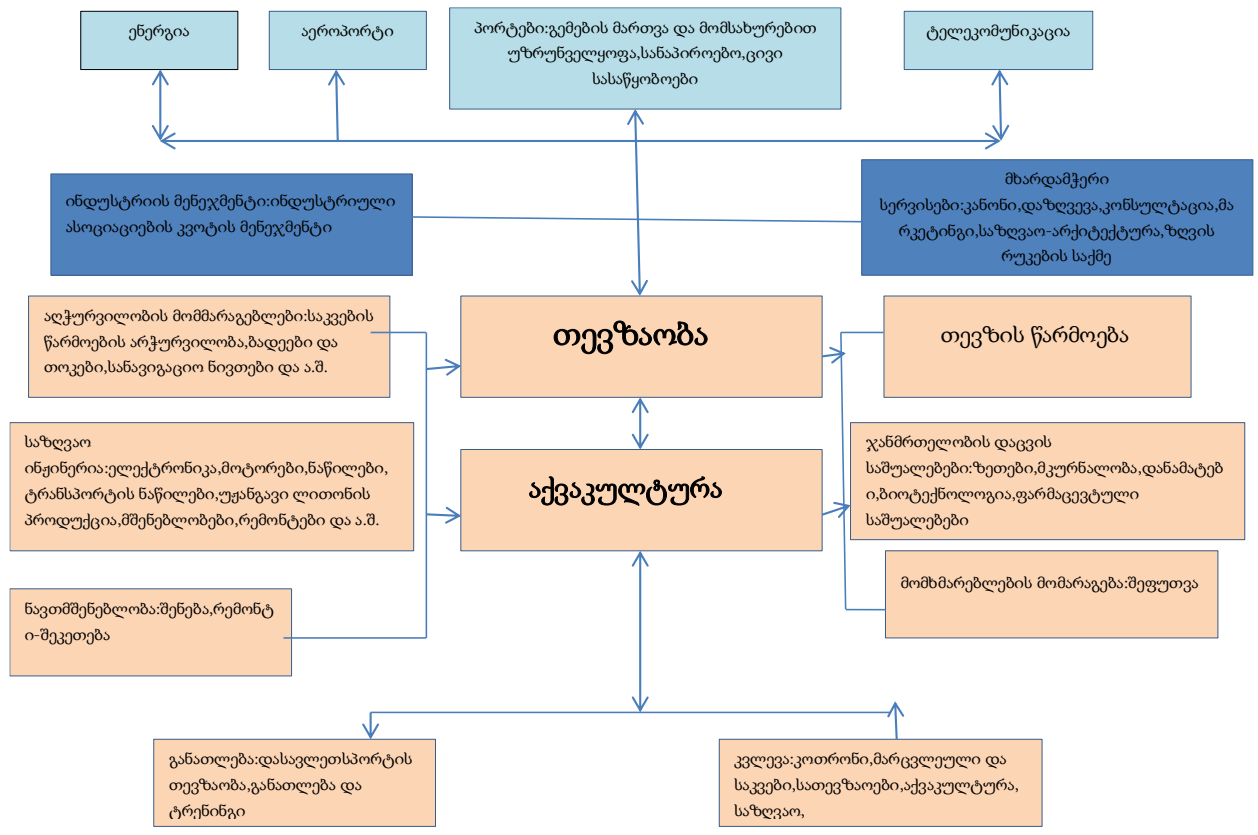 ენერგია
აეროპორტი
პორტები:გემების მართვა და მომსახურებით
უზრუნველყოფა,სანაპიროებო,ცივი
სასაწყობოები
ტელეკომუნიკაცია
ინდუსტრიის მენეჯმენტი:ინდუსტრიული
ასოციაციების კვოტის მენეჯმენტი
მხარდამჭერი
სერვისები:კანონი,დაზღვევა,კონსულტაცია,მა
რკეტინგი,საზღვაო-არქიტექტურა,ზღვის
რუკების საქმე
აღჭურვილობის მომმარაგებლები:საკვების
წარმოების არჭურვილობა,ბადეები და
თოკები,სანავიგაციო ნივთები და ა.შ.
თევზაობა
თევზის წარმოება
საზღვაო
ინჟინერია:ელექტრონიკა,მოტორები,ნაწილები,
ტრანსპორტის ნაწილები,უჟანგავი ლითონის
პროდუქცია,მშენებლობები,რემონტები და ა.შ.
აქვაკულტურა
ჯანმრთელობის დაცვის
საშუალებები:ზეთები,მკურნალობა,დანამატებ
ი,ბიოტექნოლოგია,ფარმაცევტული
საშუალებები
ნავთმშენებლობა:შენება,რემონტ
ი-შეკეთება
მომხმარებლების მომარაგება:შეფუთვა
განათლება:დასავლეთსპორტის
თევზაობა,განათლება და
ტრენინგი
კვლევა:კოთრონი,მარცვლეული და
საკვები,სათევზაოები,აქვაკულტურა,
საზღვაო,